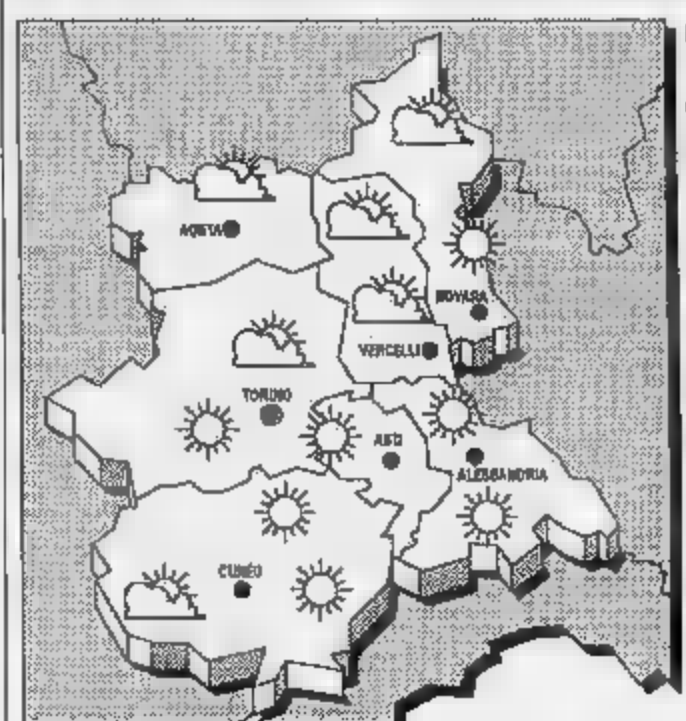 AOSTA
NOVARA
VERCELLI
TORINO
ASTI
ALESSANDRIA
CUNEO